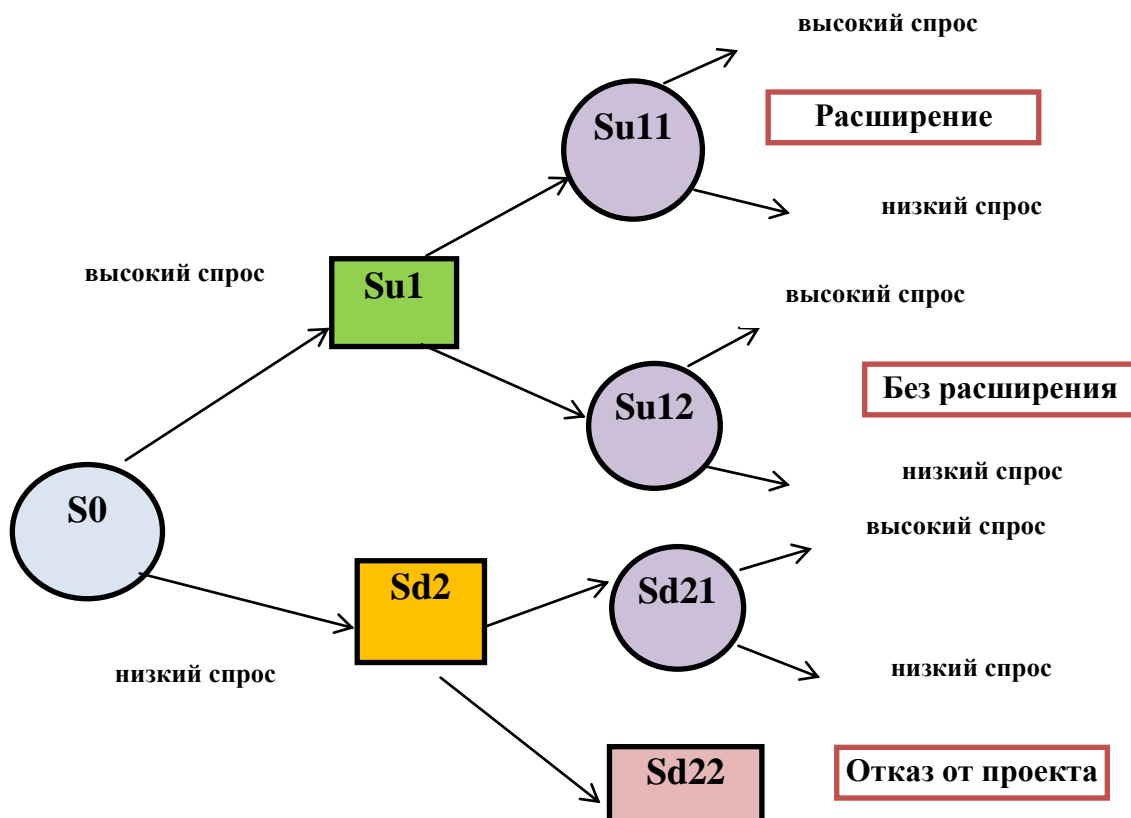 высокий спрос
Su11
Расширение
низкий спрос
высокий спрос
Su1
высокий спрос
Su12
Без расширения
низкий спрос
S0
высокий спрос
Sd2
Sd21
низкий спрос
низкий спрос
Sd22
Отказ от проекта